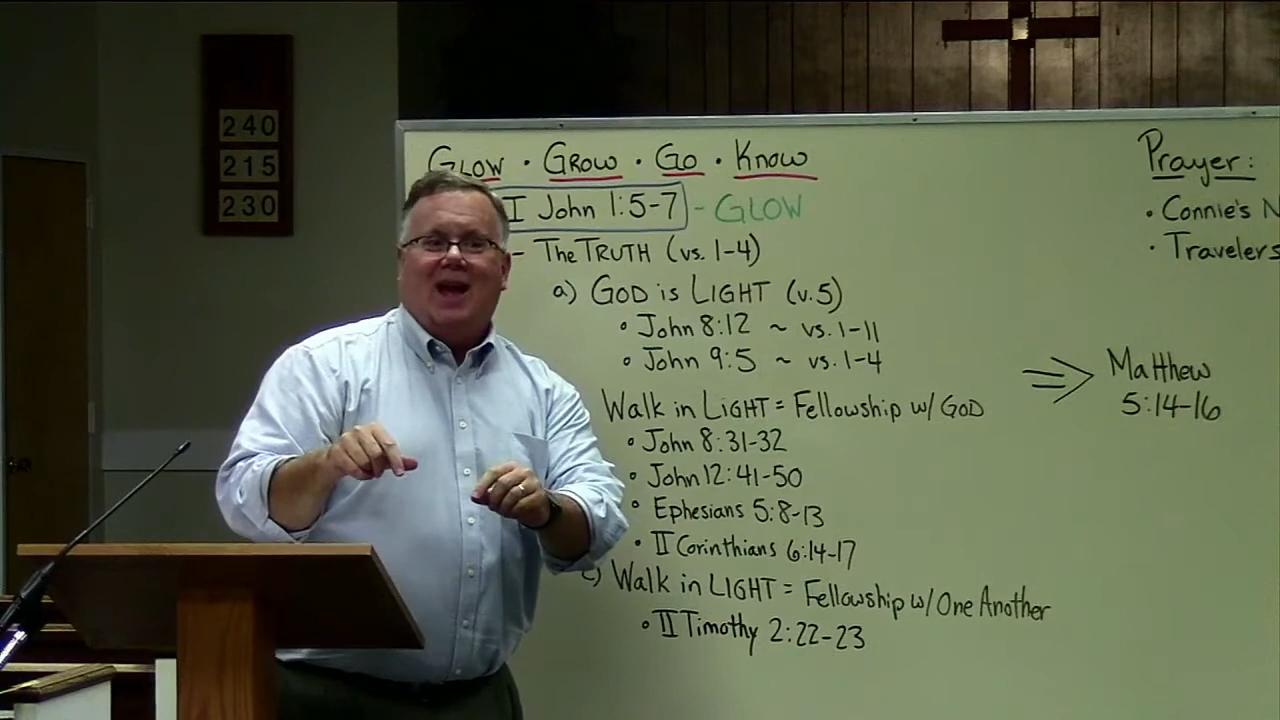 240
215
230
GLOW • GROW • GO • KNOW
I John 1:5-7 - GLOW
- The TRUTH (vs. 1-4)
a) GOD is LIGHT (v.5)
• John 8:12 ~ vs. 1-11
• John 9:5 ~ vs. 1-4
Walk in LIGHT = Fellowship w/ GOD
• John 8:31-32
• John 12:41-50
• Ephesians 5:8-13
• II Corinthians 6:14-17
c) Walk in LIGHT = Fellowship w/ One Another
• II Timothy 2:22-23
⇒ Matthew
5:14-16
Prayer:
• Connie's
• Travelers